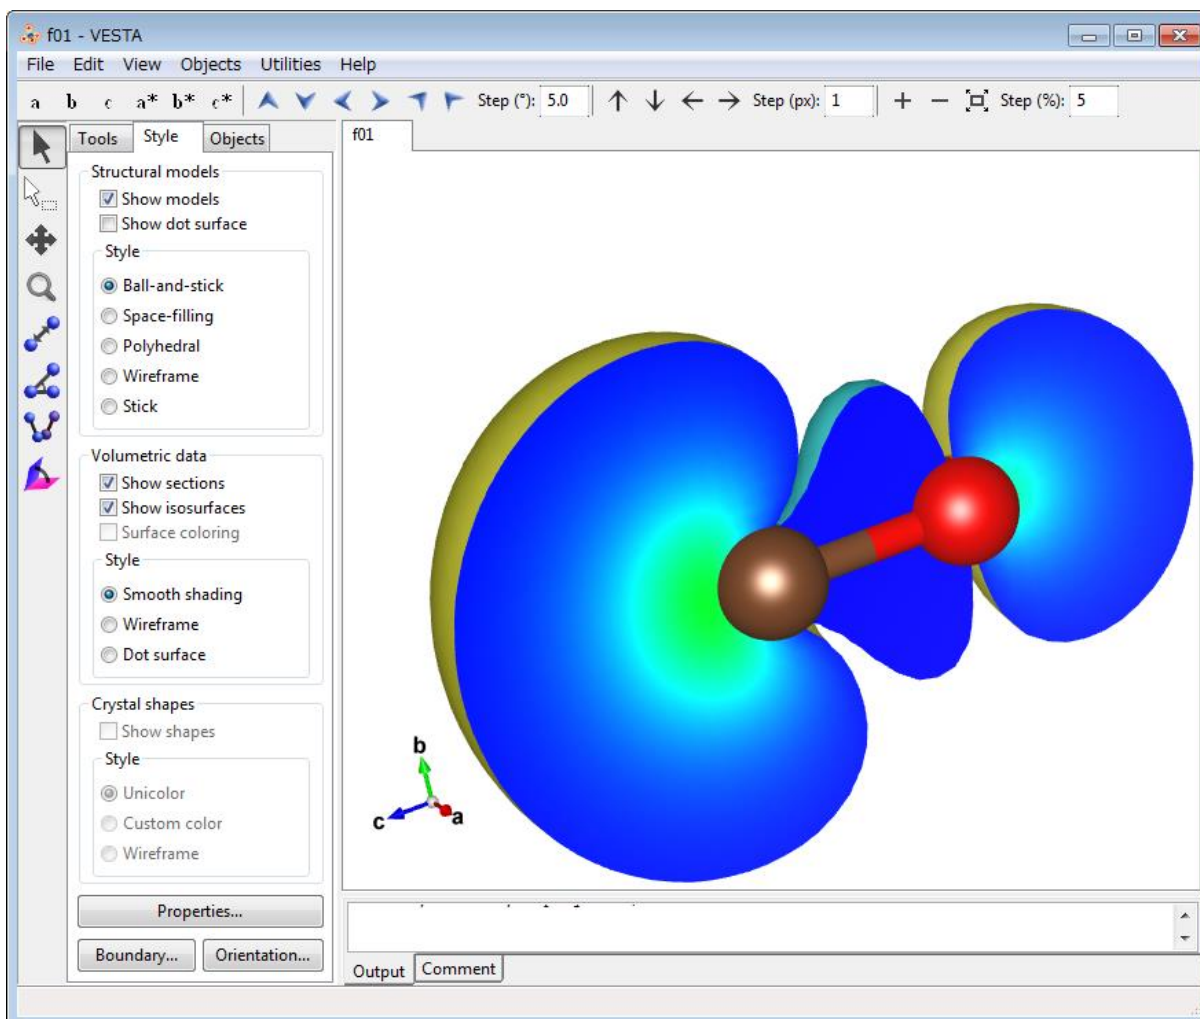 f01 - VESTA
File Edit View Objects Utilities Help
a b c a* b* c* Step (°): 5.0 Step (px): 1 Step (%): 5
Tools Style Objects
f01
Structural models
Show models
Show dot surface
Style
Ball-and-stick
Space-filling
Polyhedral
Wireframe
Stick
Volumetric data
Show sections
Show isosurfaces
Surface coloring
Style
Smooth shading
Wireframe
Dot surface
Crystal shapes
Show shapes
Style
Unicolor
Custom color
Wireframe
Properties...
Boundary... Orientation...
b
c
a
Output Comment